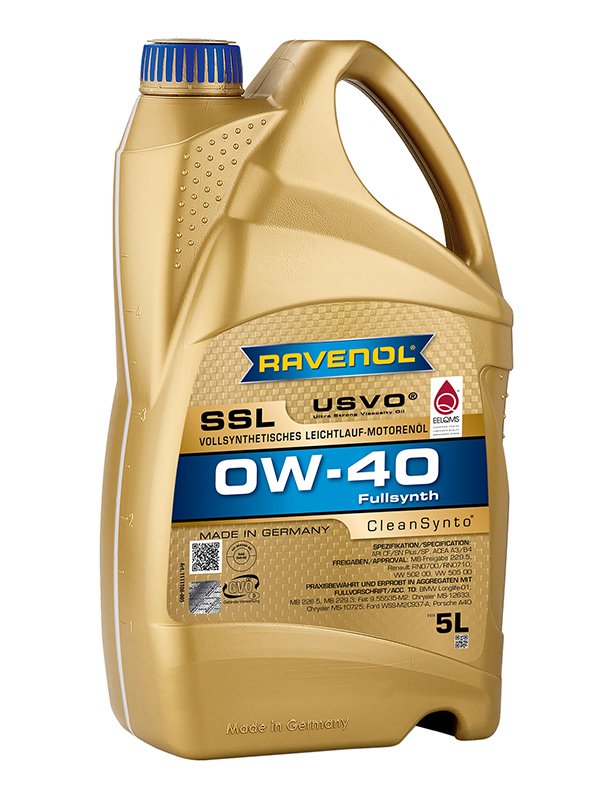 RAVENOL®
SSL USVO®
Ultra Strong Viscosity Oil
VOLLSYNTHETISCHES LEICHTLAUF-MOTORENÖL
EELQMS
0W-40
Fullsynth
CleanSynto®
MADE IN GERMANY
SPEZIFIKATION/SPECIFICATION:
API CF/SN Plus/SP, ACEA A3/B4
FREIGABEN/APPROVAL: MB-Freigabe 229.5,
Renault RN0700/RN0710,
VW 502 00, VW 505 00
PRAXISBEWÄHRT UND ERPROBT IN AGGREGATEN MIT
FÜLLVORSCHRIFT/ACC. TO: BMW Longlife-01;
MB 226.5, MB 229.3; Fiat 9.55535-M2; Chrysler MS-12633,
Chrysler MS-10725; Ford WSS-M2C937-A; Porsche A40
EVO
5L
Made in Germany